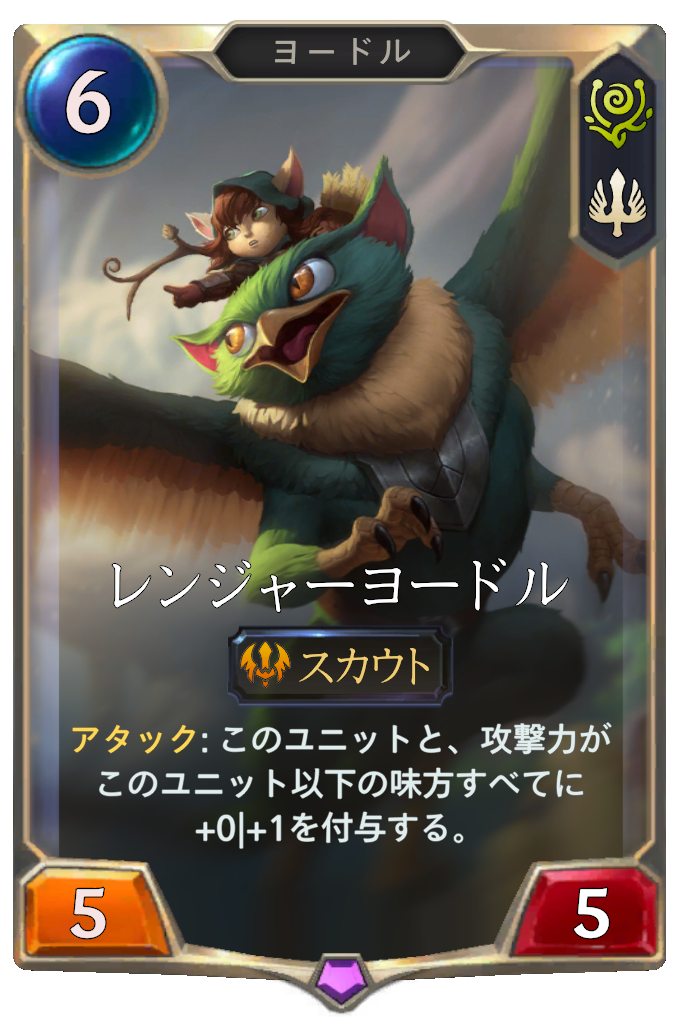 ヨードル
6
レンジャーヨードル
スカウト
アタック: このユニットと、攻撃力が
このユニット以下の味方すべてに
+0|+1を付与する。
5
5